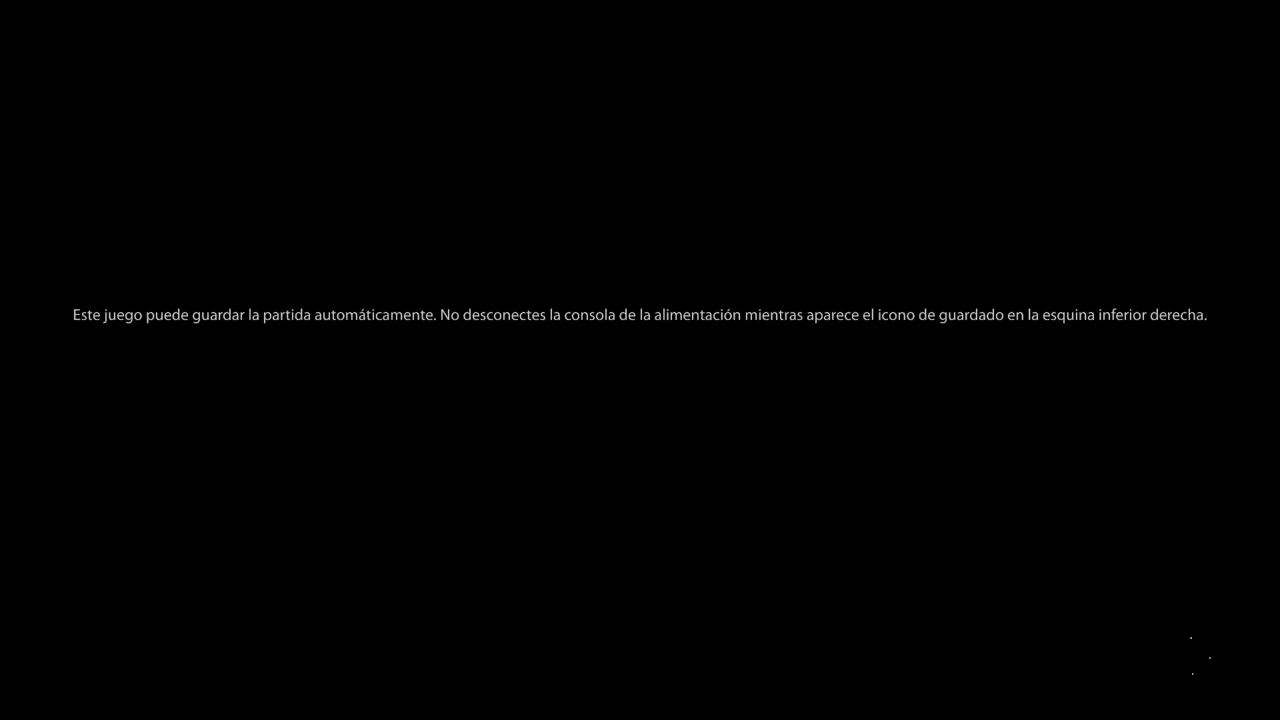 Este juego puede guardar la partida automáticamente. No desconectes la consola de la alimentación mientras aparece el icono de guardado en la esquina inferior derecha.